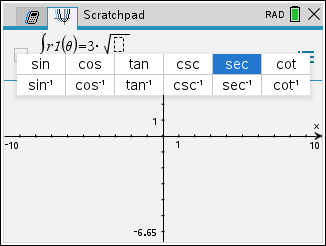 Scratchpad RAD
r1(θ)=3·√
sin cos tan csc sec cot
sin⁻¹ cos⁻¹ tan⁻¹ csc⁻¹ sec⁻¹ cot⁻¹
1
x
-10 1 10
-6.65